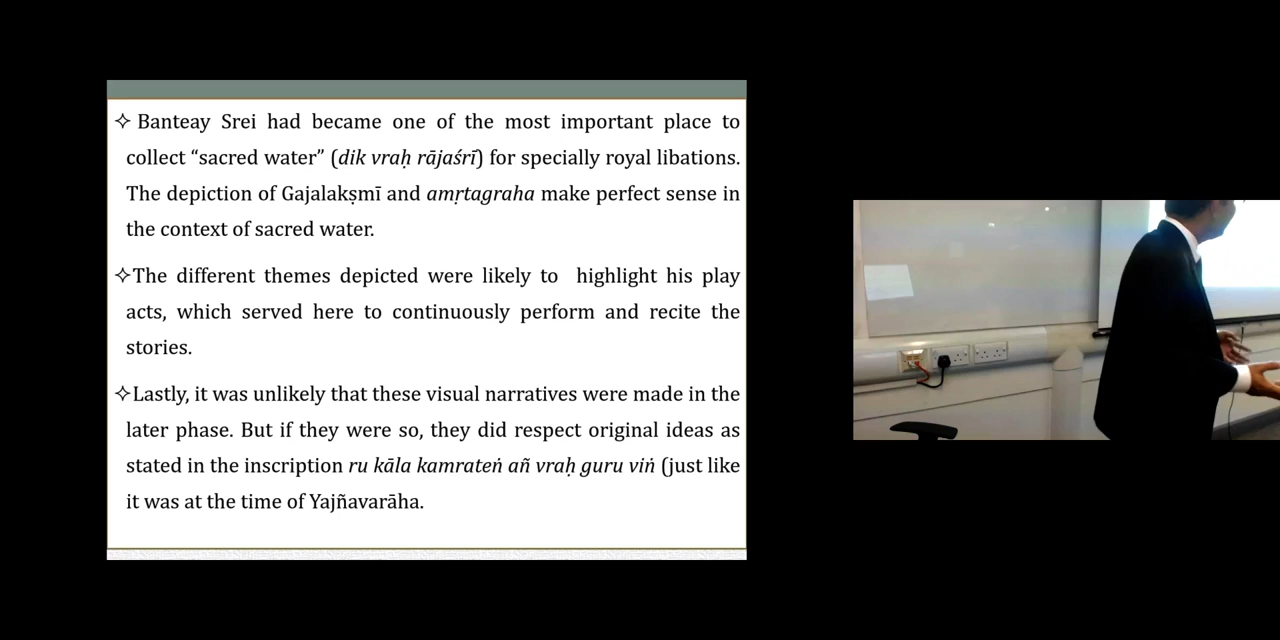 ✧ Banteay Srei had became one of the most important place to
collect “sacred water” (dik vraḥ rājaśrī) for specially royal libations.
The depiction of Gajalakṣmī and amṛtagraha make perfect sense in
the context of sacred water.
✧The different themes depicted were likely to highlight his play
acts, which served here to continuously perform and recite the
stories.
✧Lastly, it was unlikely that these visual narratives were made in the
later phase. But if they were so, they did respect original ideas as
stated in the inscription ru kāla kamrateṅ añ vraḥ guru viṅ (just like
it was at the time of Yajñavarāha.